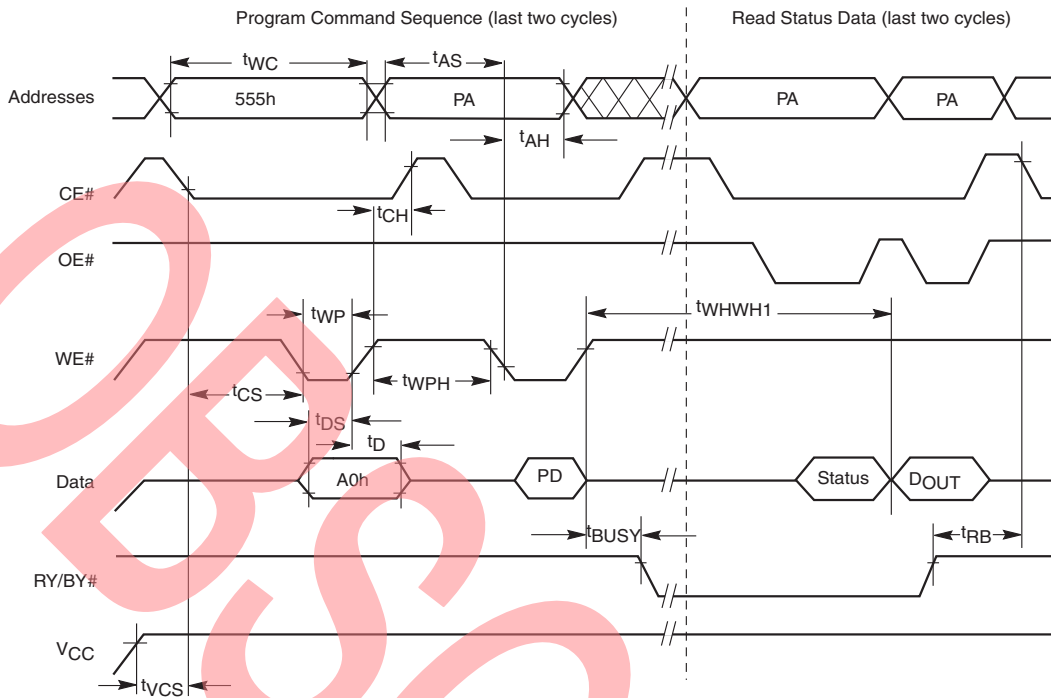 Program Command Sequence (last two cycles)
Read Status Data (last two cycles)
tWC
tAS
Addresses
555h
PA
PA
PA
tAH
CE#
tCH
OE#
tWP
tWHWH1
WE#
tCS
tWPH
tDS
tD
Data
A0h
PD
Status
DOUT
tBUSY
tRB
RY/BY#
VCC
tVCS